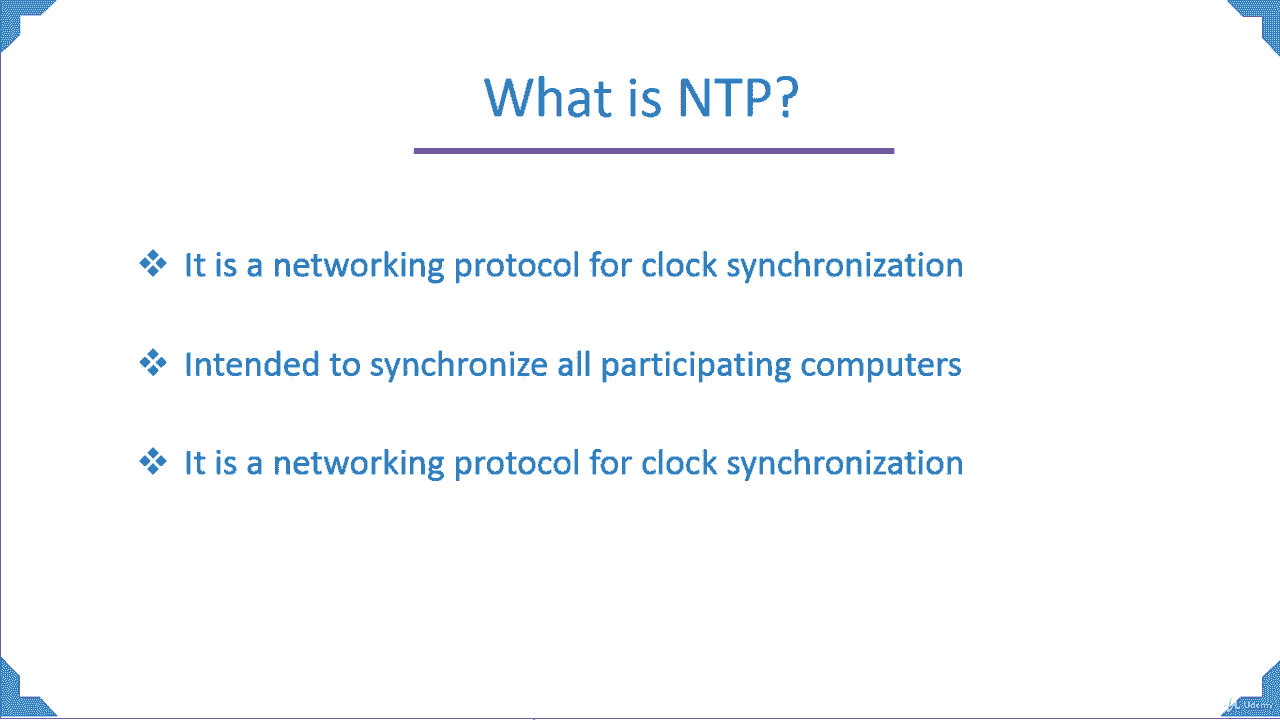 What is NTP?
❖ It is a networking protocol for clock synchronization
❖ Intended to synchronize all participating computers
❖ It is a networking protocol for clock synchronization
Udemy